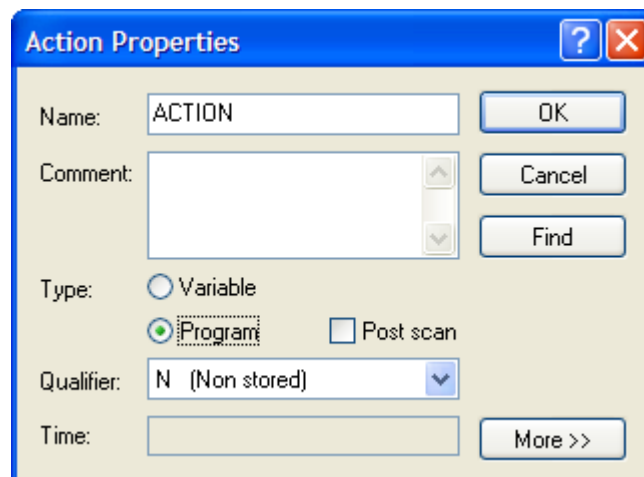 Action Properties
Name: ACTION OK
Comment: Cancel
Find
Type: Variable
Program Post scan
Qualifier: N (Non stored)
Time: More >>